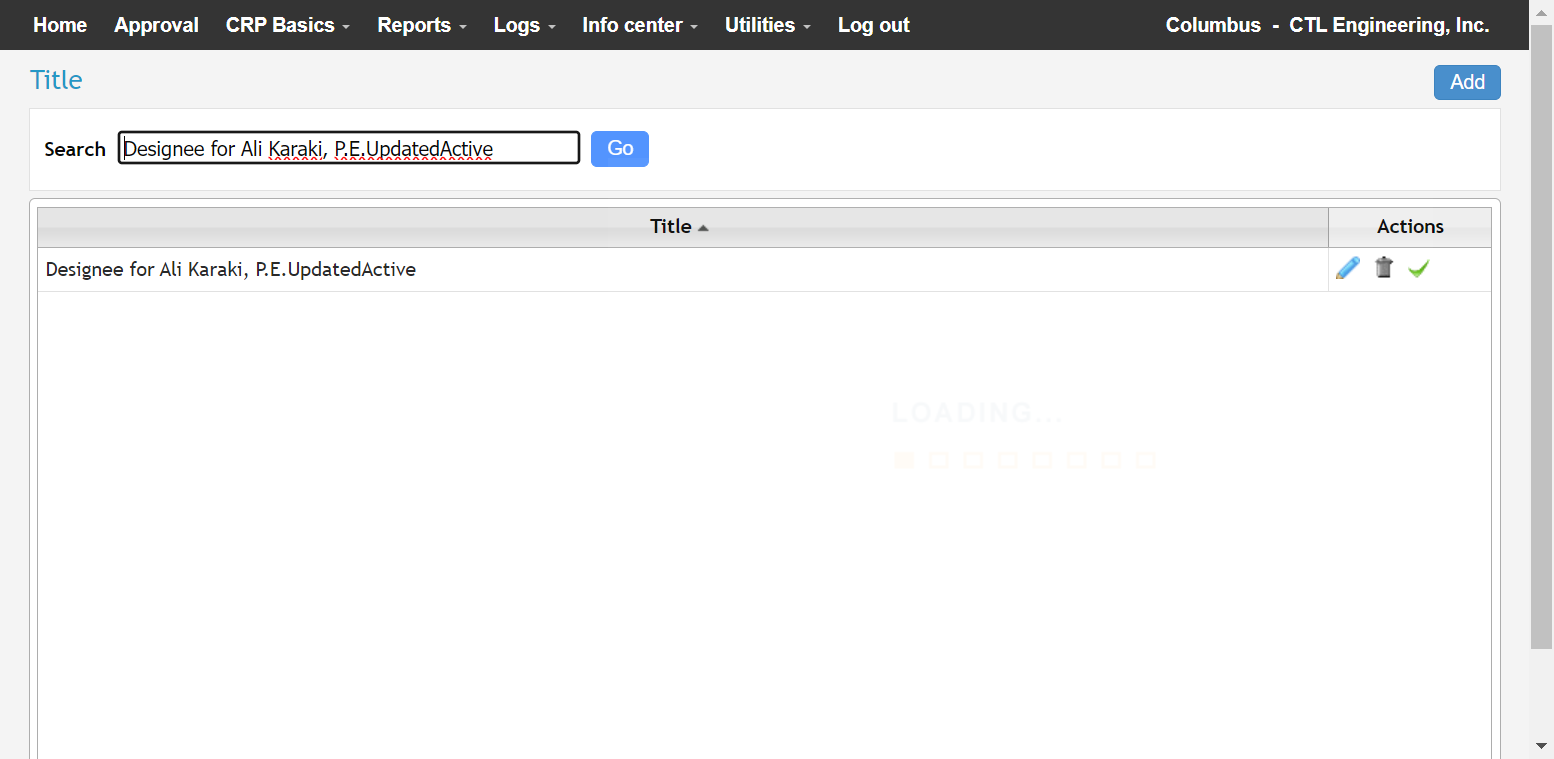 Home Approval CRP Basics Reports Logs Info center Utilities Log out Columbus - CTL Engineering, Inc.
Title Add
Search Designee for Ali Karaki, P.E.UpdatedActive Go
Title Actions
Designee for Ali Karaki, P.E.UpdatedActive
LOADING...